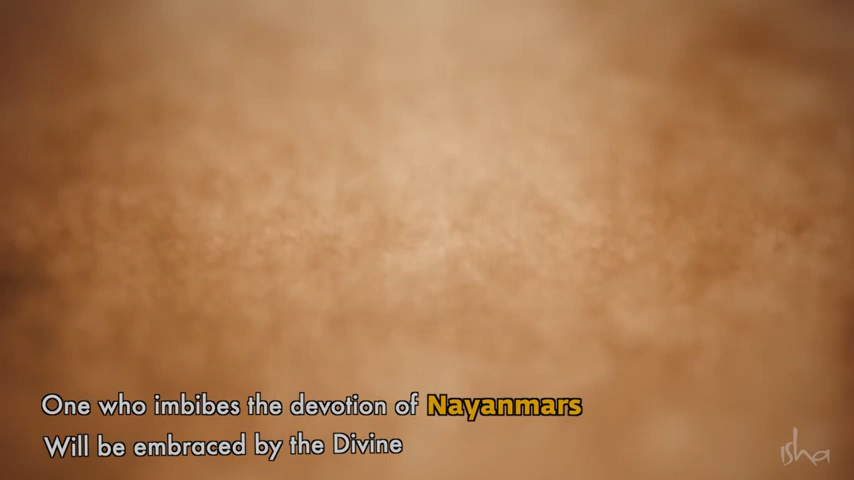 One who imbibes the devotion of Nayanmars
Will be embraced by the Divine
isha